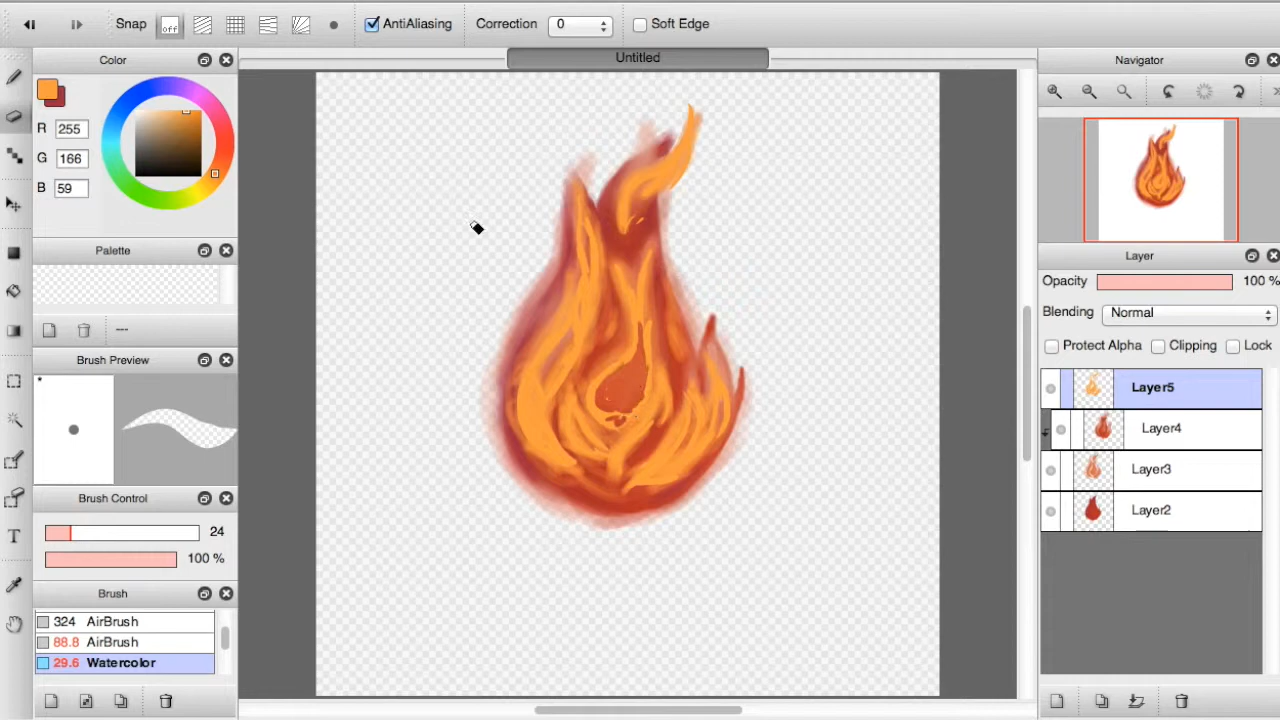 Snap off AntiAliasing Correction 0 Soft Edge
Untitled
Color
R 255
G 166
B 59
Palette
---
Brush Preview
Brush Control
24
100 %
Brush
324 AirBrush
88.8 AirBrush
29.6 Watercolor
Navigator
Layer
Opacity 100 %
Blending Normal
Protect Alpha Clipping Lock
Layer5
Layer4
Layer3
Layer2
T